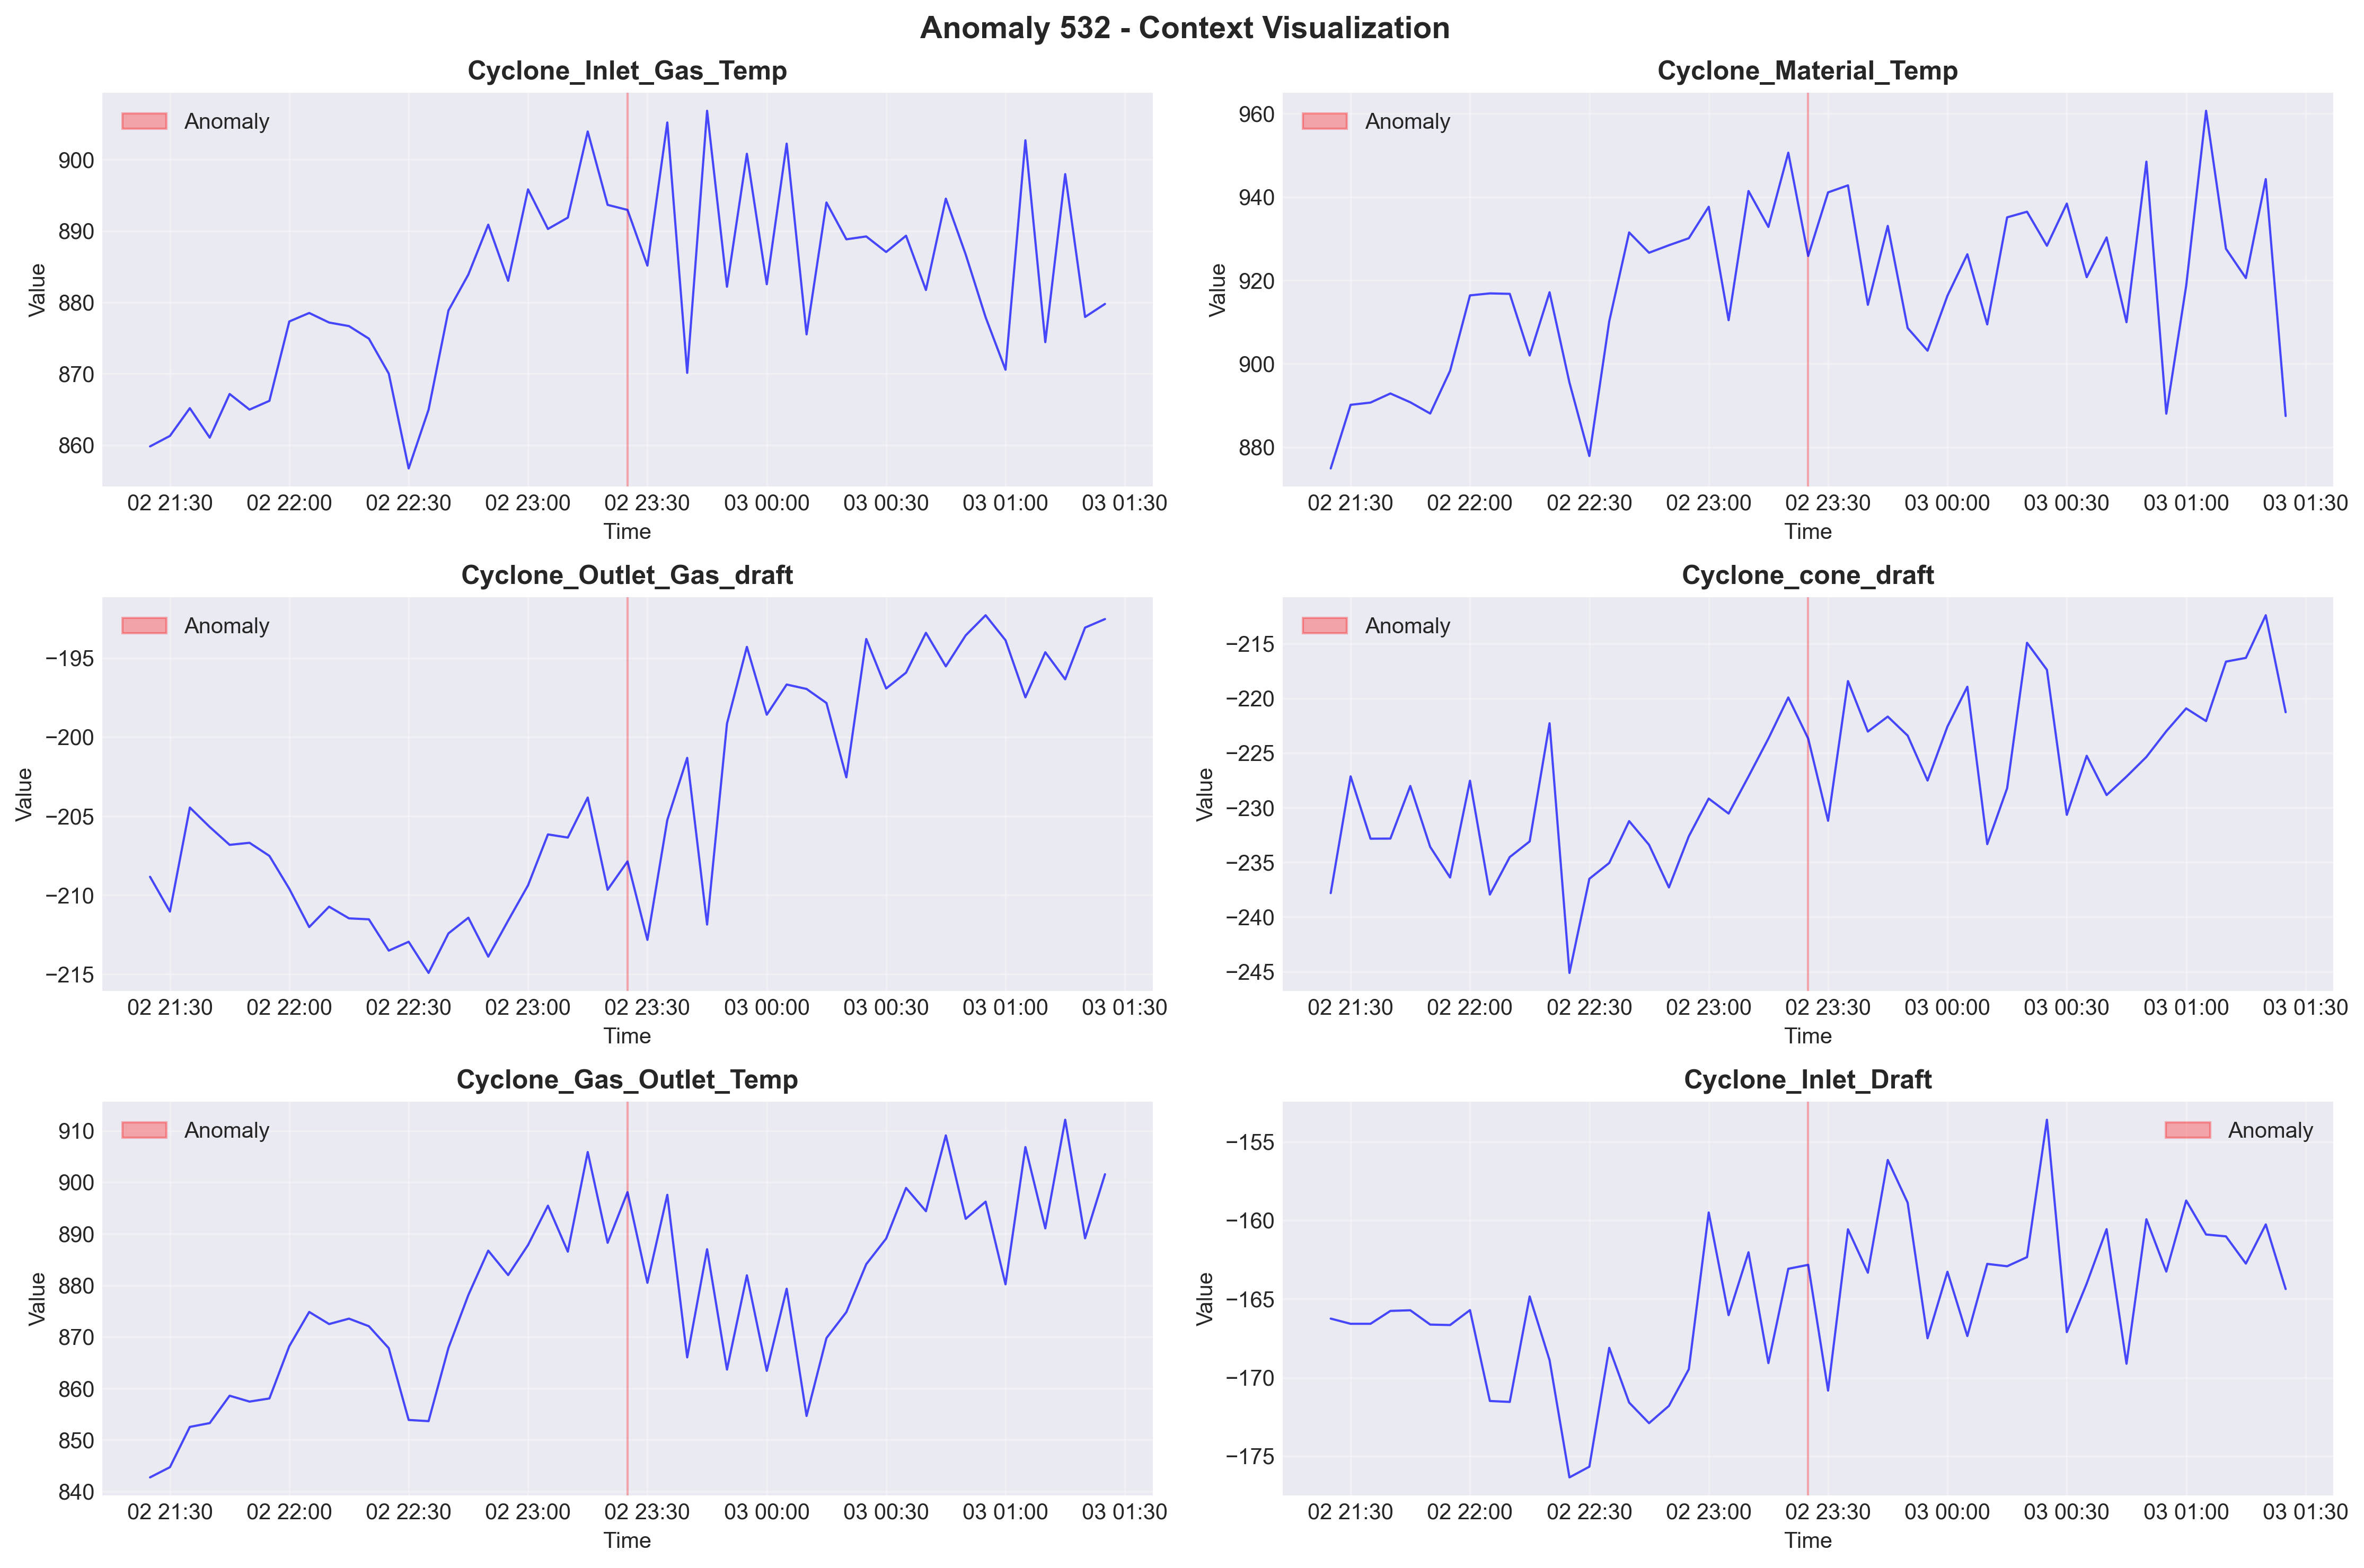 Anomaly 532 - Context Visualization
Cyclone_Inlet_Gas_Temp
Anomaly
900
890
880
870
860
Value
02 21:30 02 22:00 02 22:30 02 23:00 02 23:30 03 00:00 03 00:30 03 01:00 03 01:30
Time
Cyclone_Material_Temp
Anomaly
960
940
920
900
880
Value
02 21:30 02 22:00 02 22:30 02 23:00 02 23:30 03 00:00 03 00:30 03 01:00 03 01:30
Time
Cyclone_Outlet_Gas_draft
Anomaly
−195
−200
−205
−210
−215
Value
02 21:30 02 22:00 02 22:30 02 23:00 02 23:30 03 00:00 03 00:30 03 01:00 03 01:30
Time
Cyclone_cone_draft
Anomaly
−215
−220
−225
−230
−235
−240
−245
Value
02 21:30 02 22:00 02 22:30 02 23:00 02 23:30 03 00:00 03 00:30 03 01:00 03 01:30
Time
Cyclone_Gas_Outlet_Temp
Anomaly
910
900
890
880
870
860
850
840
Value
02 21:30 02 22:00 02 22:30 02 23:00 02 23:30 03 00:00 03 00:30 03 01:00 03 01:30
Time
Cyclone_Inlet_Draft
Anomaly
−155
−160
−165
−170
−175
Value
02 21:30 02 22:00 02 22:30 02 23:00 02 23:30 03 00:00 03 00:30 03 01:00 03 01:30
Time